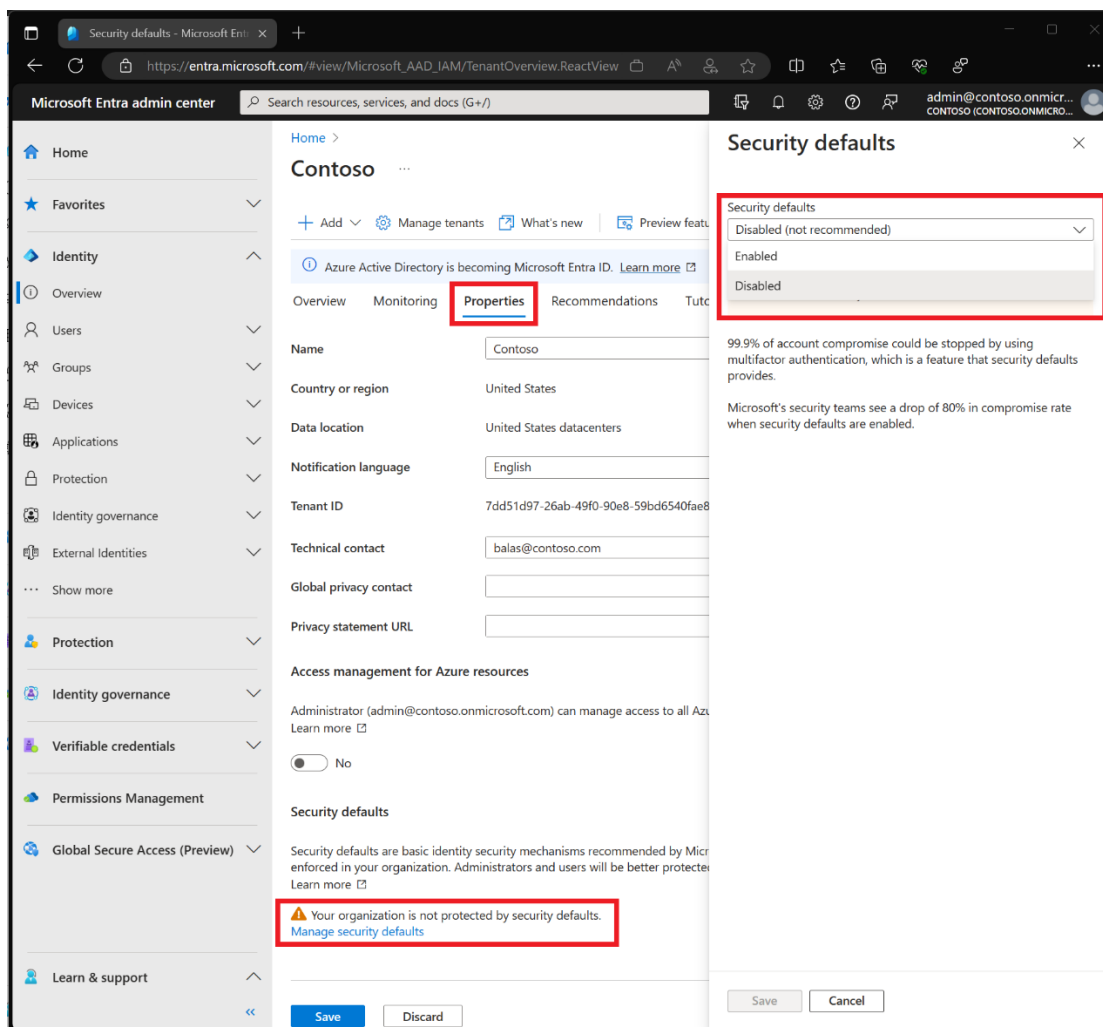 Security defaults - Microsoft Entr
https://entra.microsoft.com/#view/Microsoft_AAD_IAM/TenantOverview.ReactView
Microsoft Entra admin center
Search resources, services, and docs (G+/)
admin@contoso.onmicr...
CONTOSO (CONTOSO.ONMICRO...
Home
Favorites
Identity
Overview
Users
Groups
Devices
Applications
Protection
Identity governance
External Identities
Show more
Protection
Identity governance
Verifiable credentials
Permissions Management
Global Secure Access (Preview)
Learn & support
Home >
Contoso ...
Add
Manage tenants
What's new
Preview featu
Azure Active Directory is becoming Microsoft Entra ID. Learn more
Overview Monitoring Properties Recommendations Tuto
Name Contoso
Country or region United States
Data location United States datacenters
Notification language English
Tenant ID 7dd51d97-26ab-49f0-90e8-59bd6540fae8
Technical contact balas@contoso.com
Global privacy contact
Privacy statement URL
Access management for Azure resources
Administrator (admin@contoso.onmicrosoft.com) can manage access to all Azu
Learn more
No
Security defaults
Security defaults are basic identity security mechanisms recommended by Micr
enforced in your organization. Administrators and users will be better protected
Learn more
Your organization is not protected by security defaults.
Manage security defaults
Save Discard
Security defaults
Security defaults
Disabled (not recommended)
Enabled
Disabled
99.9% of account compromise could be stopped by using
multifactor authentication, which is a feature that security defaults
provides.
Microsoft's security teams see a drop of 80% in compromise rate
when security defaults are enabled.
Save Cancel